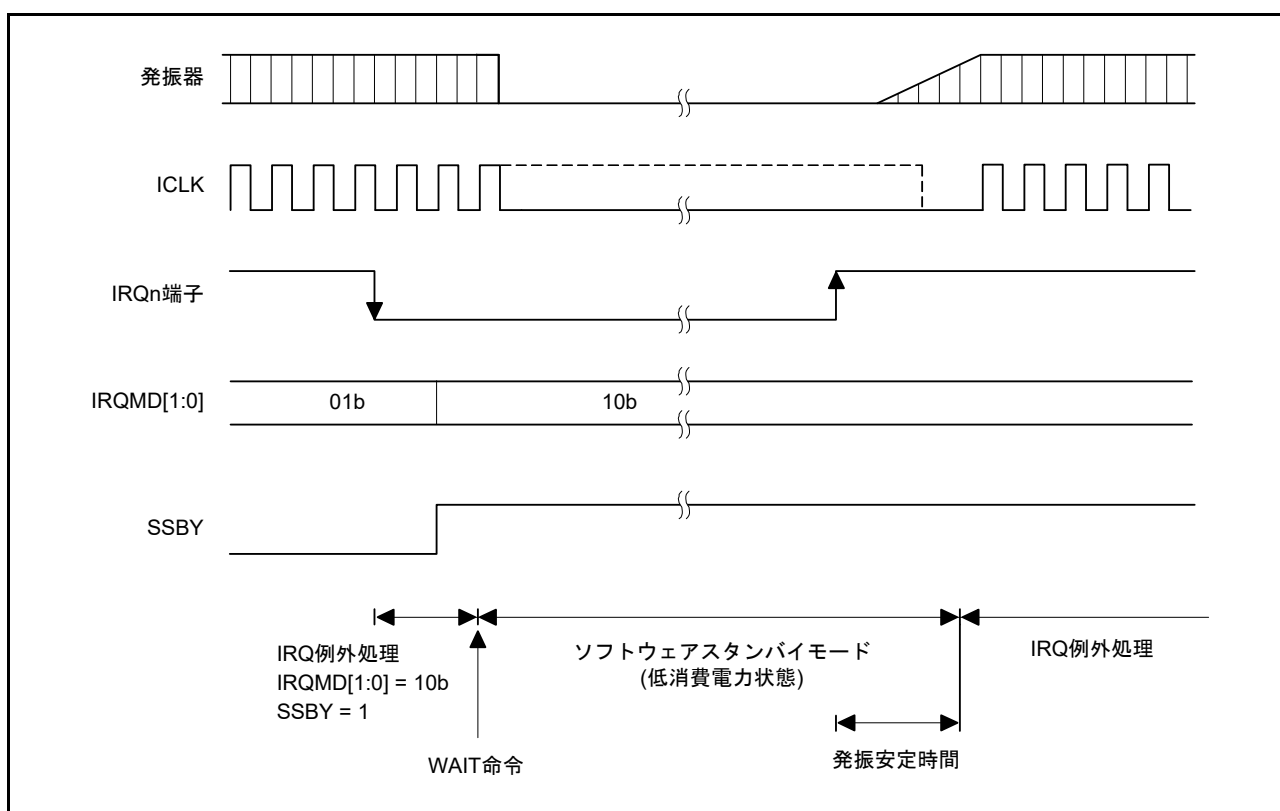 発振器
ICLK
IRQn端子
IRQMD[1:0]
01b
10b
SSBY
IRQ例外処理
IRQMD[1:0] = 10b
SSBY = 1
WAIT命令
ソフトウェアスタンバイモード
(低消費電力状態)
発振安定時間
IRQ例外処理